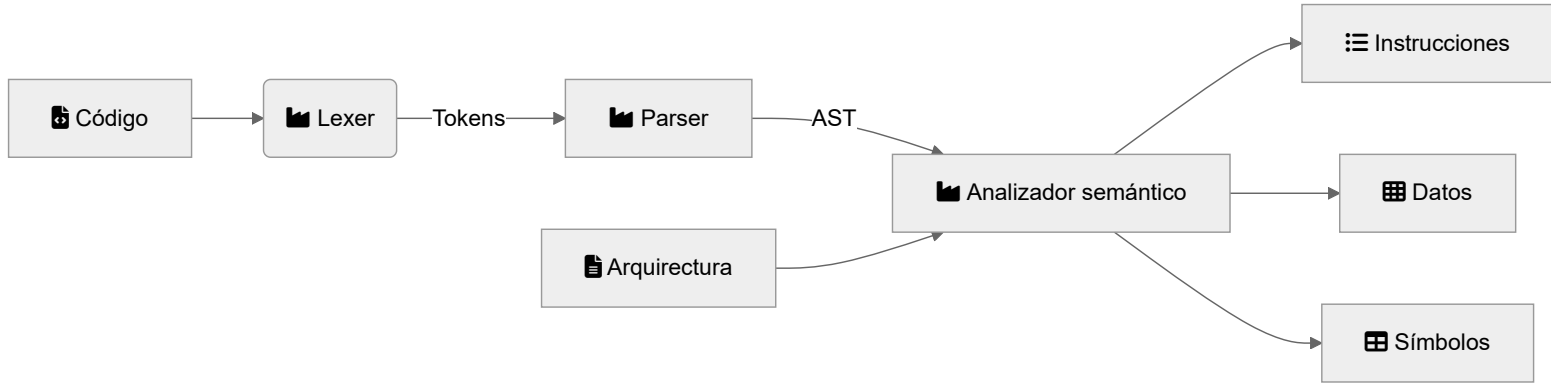 Código
Lexer
Tokens
Parser
AST
Arquirectura
Analizador semántico
Instrucciones
Datos
Símbolos